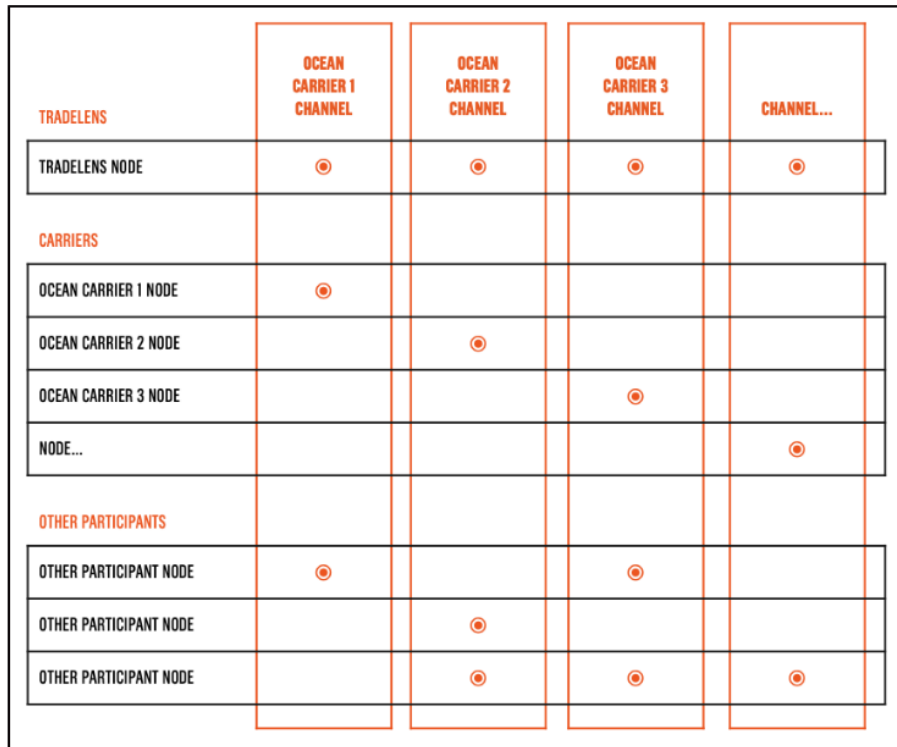 OCEAN
CARRIER 1
CHANNEL
OCEAN
CARRIER 2
CHANNEL
OCEAN
CARRIER 3
CHANNEL
CHANNEL...
TRADELENS
TRADELENS NODE
CARRIERS
OCEAN CARRIER 1 NODE
OCEAN CARRIER 2 NODE
OCEAN CARRIER 3 NODE
NODE...
OTHER PARTICIPANTS
OTHER PARTICIPANT NODE
OTHER PARTICIPANT NODE
OTHER PARTICIPANT NODE